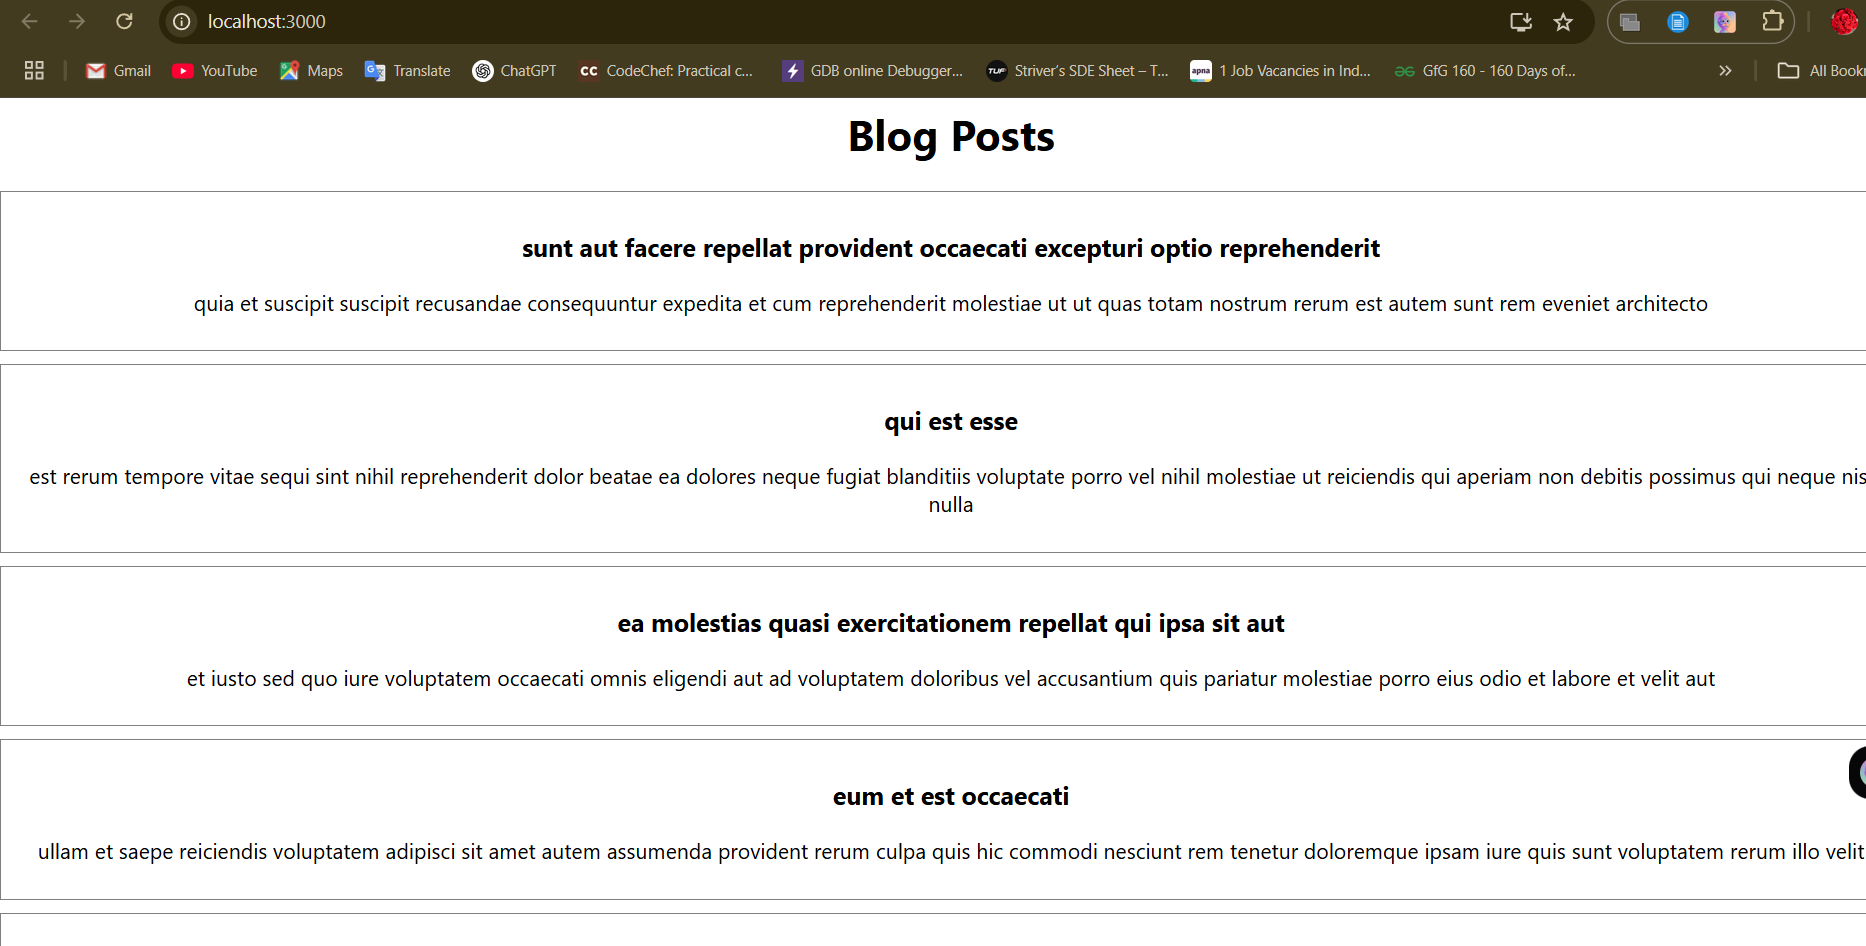 localhost:3000
Gmail YouTube Maps Translate ChatGPT CodeChef: Practical c... GDB online Debugger... Striver's SDE Sheet – T... 1 Job Vacancies in Ind... GfG 160 - 160 Days of... All Book
Blog Posts
sunt aut facere repellat provident occaecati excepturi optio reprehenderit
quia et suscipit suscipit recusandae consequuntur expedita et cum reprehenderit molestiae ut ut quas totam nostrum rerum est autem sunt rem eveniet architecto
qui est esse
est rerum tempore vitae sequi sint nihil reprehenderit dolor beatae ea dolores neque fugiat blanditiis voluptate porro vel nihil molestiae ut reiciendis qui aperiam non debitis possimus qui neque nis
nulla
ea molestias quasi exercitationem repellat qui ipsa sit aut
et iusto sed quo iure voluptatem occaecati omnis eligendi aut ad voluptatem doloribus vel accusantium quis pariatur molestiae porro eius odio et labore et velit aut
eum et est occaecati
ullam et saepe reiciendis voluptatem adipisci sit amet autem assumenda provident rerum culpa quis hic commodi nesciunt rem tenetur doloremque ipsam iure quis sunt voluptatem rerum illo velit